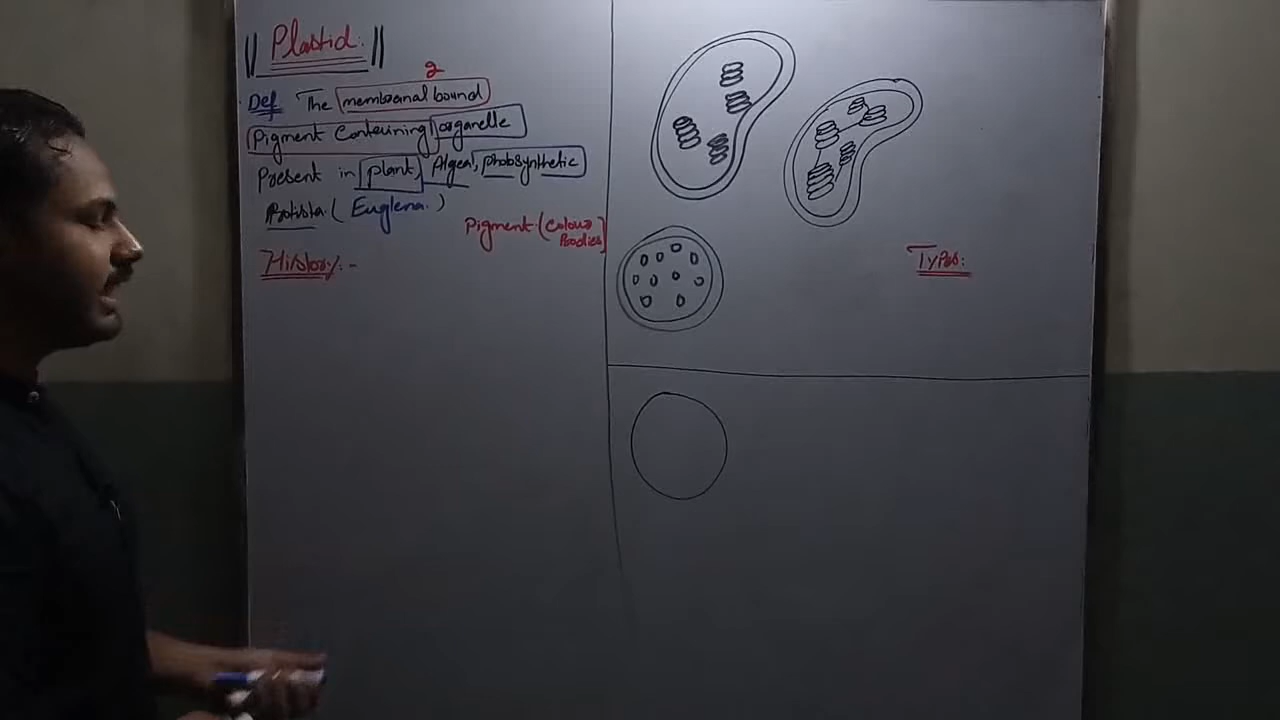 Plastid:
2
Def The membranal bound
Pigment Containing organelle
Present in plant, Algea, photosynthetic
Protista (Euglena.)
Pigment (Colour
Bodies)
History:-
Types: